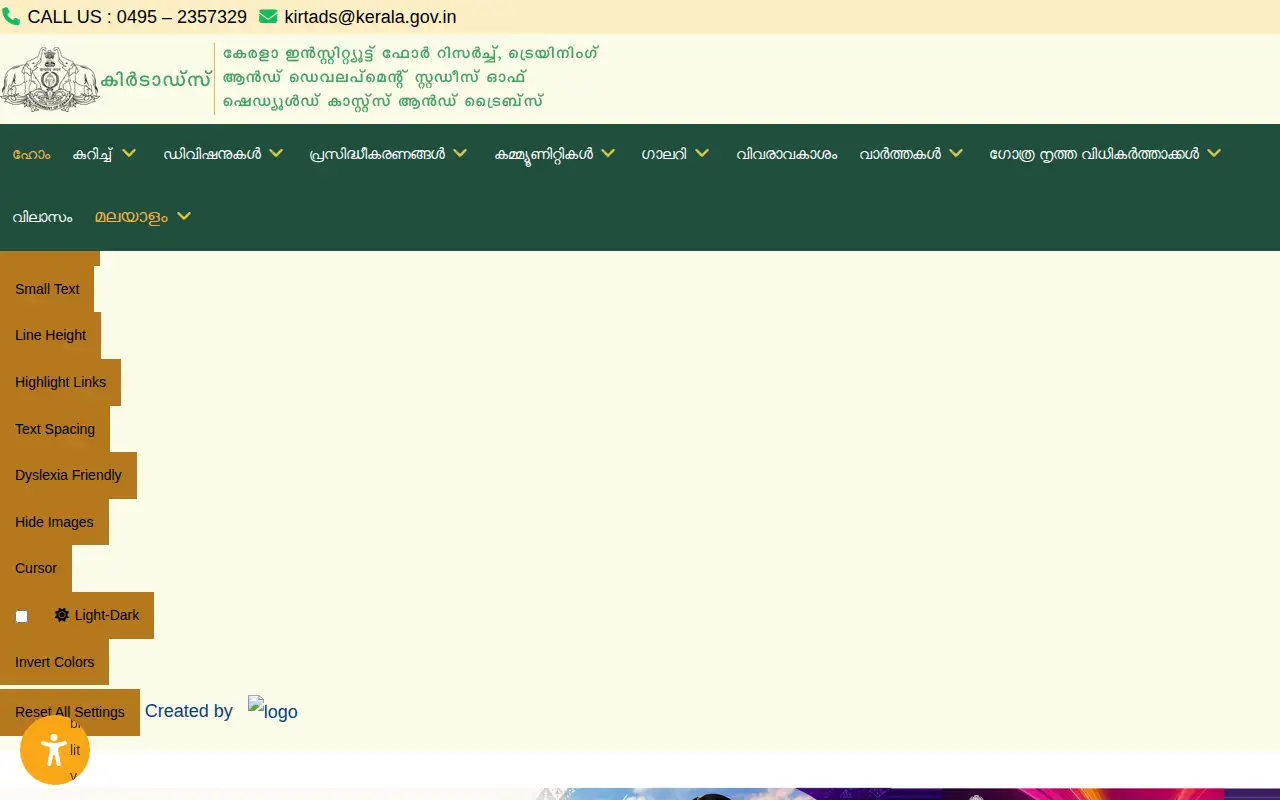 CALL US : 0495 – 2357329 kirtads@kerala.gov.in
കിർടാഡ്സ്
കേരളാ ഇൻസ്റ്റിറ്റ്യൂട്ട് ഫോർ റിസർച്ച്, ട്രെയിനിംഗ്
ആൻഡ് ഡെവലപ്മെന്റ് സ്റ്റഡീസ് ഓഫ്
ഷെഡ്യൂൾഡ് കാസ്റ്റ്സ് ആൻഡ് ട്രൈബ്സ്
ഹോം കുറിച്ച് ഡിവിഷനുകൾ പ്രസിദ്ധീകരണങ്ങൾ കമ്മ്യൂണിറ്റികൾ ഗാലറി വിവരാവകാശം വാർത്തകൾ ഗോത്ര നൃത്ത വിധികർത്താക്കൾ
വിലാസം മലയാളം
Small Text
Line Height
Highlight Links
Text Spacing
Dyslexia Friendly
Hide Images
Cursor
Light-Dark
Invert Colors
Reset All Settings Created by logo
lit
y